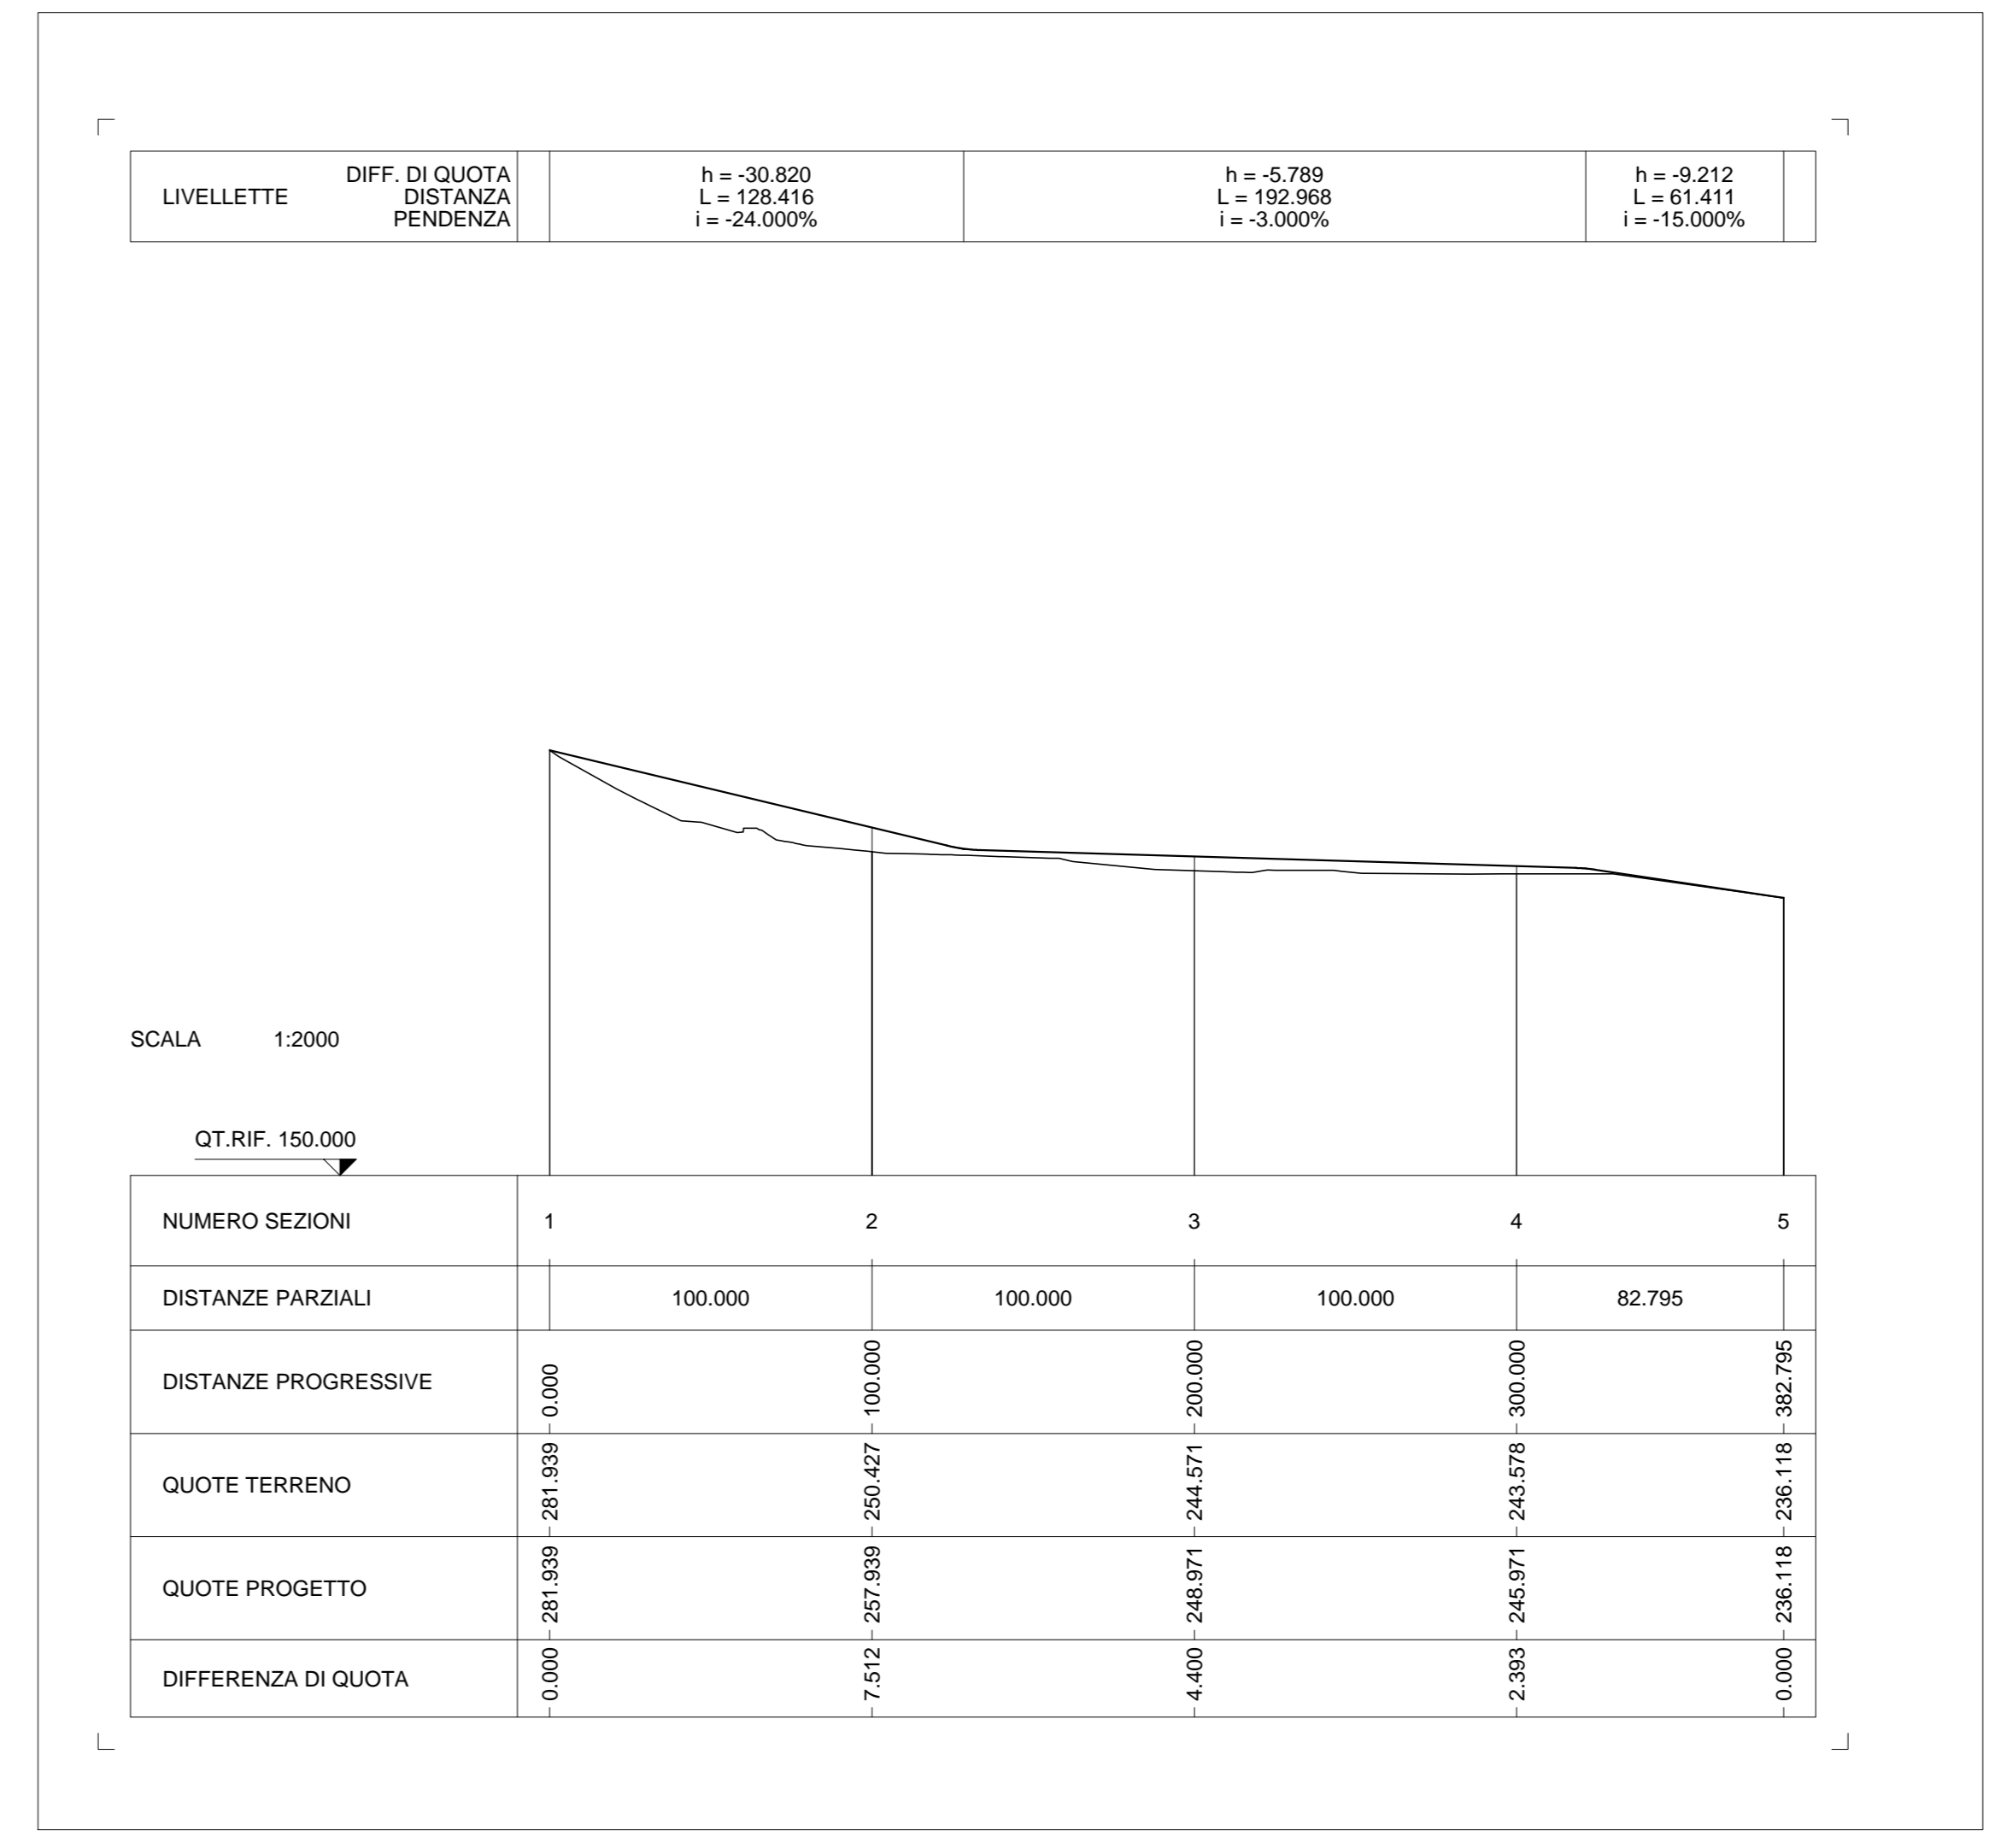 LIVELLETTE
DIFF. DI QUOTA
DISTANZA
PENDENZA
h = -30.820
L = 128.416
i = -24.000%
h = -5.789
L = 192.968
i = -3.000%
h = -9.212
L = 61.411
i = -15.000%
SCALA 1:2000
QT.RIF. 150.000
NUMERO SEZIONI 1 2 3 4 5
DISTANZE PARZIALI 100.000 100.000 100.000 82.795
DISTANZE PROGRESSIVE 0.000 100.000 200.000 300.000 382.795
QUOTE TERRENO 281.939 250.427 244.571 243.578 236.118
QUOTE PROGETTO 281.939 257.939 248.971 245.971 236.118
DIFFERENZA DI QUOTA 0.000 7.512 4.400 2.393 0.000